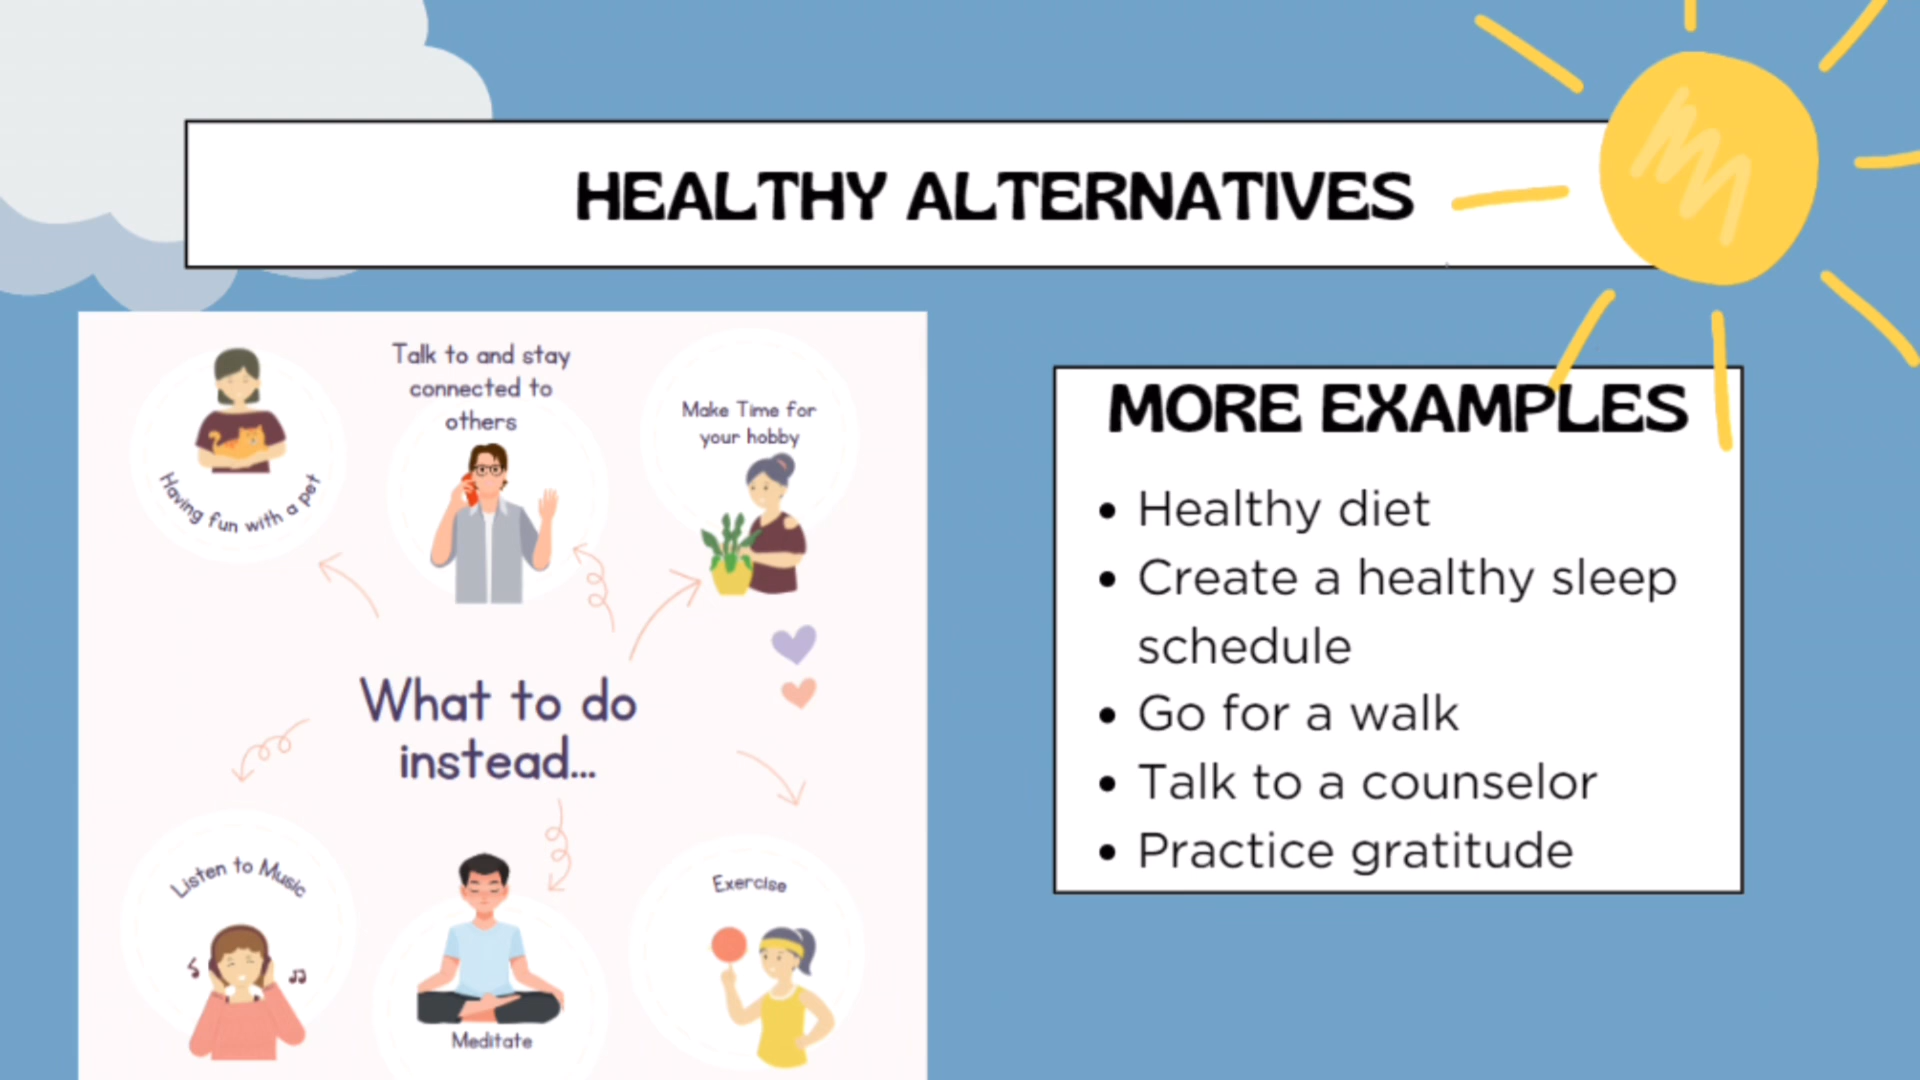 HEALTHY ALTERNATIVES
Having fun with a pet
Talk to and stay
connected to
others
Make Time for
your hobby
What to do
instead...
Listen to Music
Meditate
Exercise
MORE EXAMPLES
• Healthy diet
• Create a healthy sleep
schedule
• Go for a walk
• Talk to a counselor
• Practice gratitude